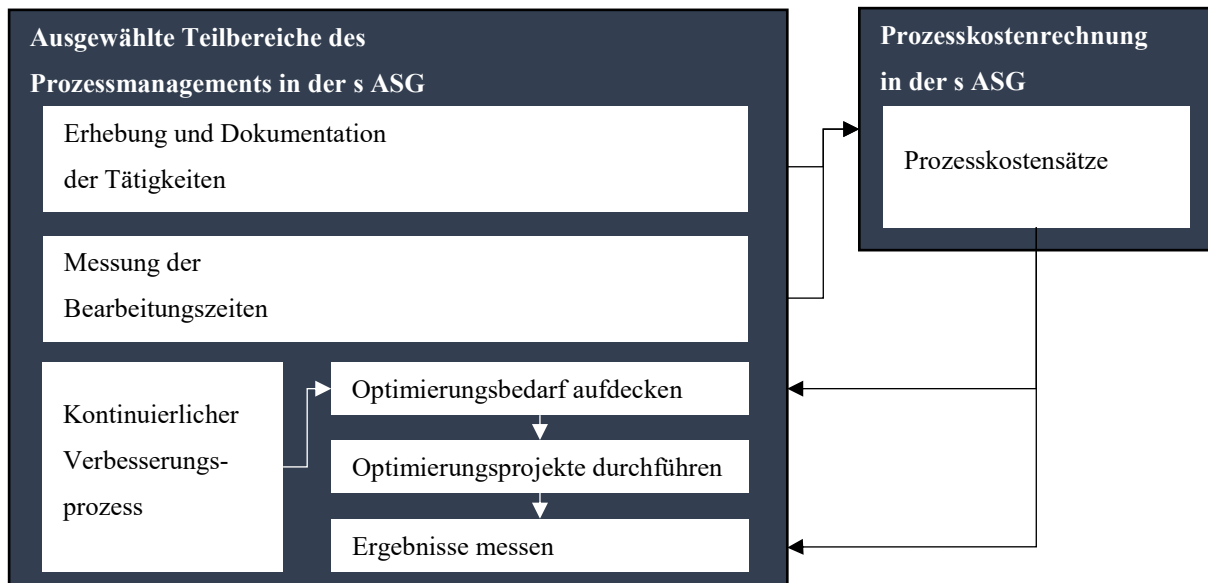 Ausgewählte Teilbereiche des
Prozessmanagements in der s ASG
Erhebung und Dokumentation
der Tätigkeiten
Messung der
Bearbeitungszeiten
Kontinuierlicher
Verbesserungs-
prozess
Optimierungsbedarf aufdecken
Optimierungsprojekte durchführen
Ergebnisse messen
Prozesskostenrechnung
in der s ASG
Prozesskostensätze